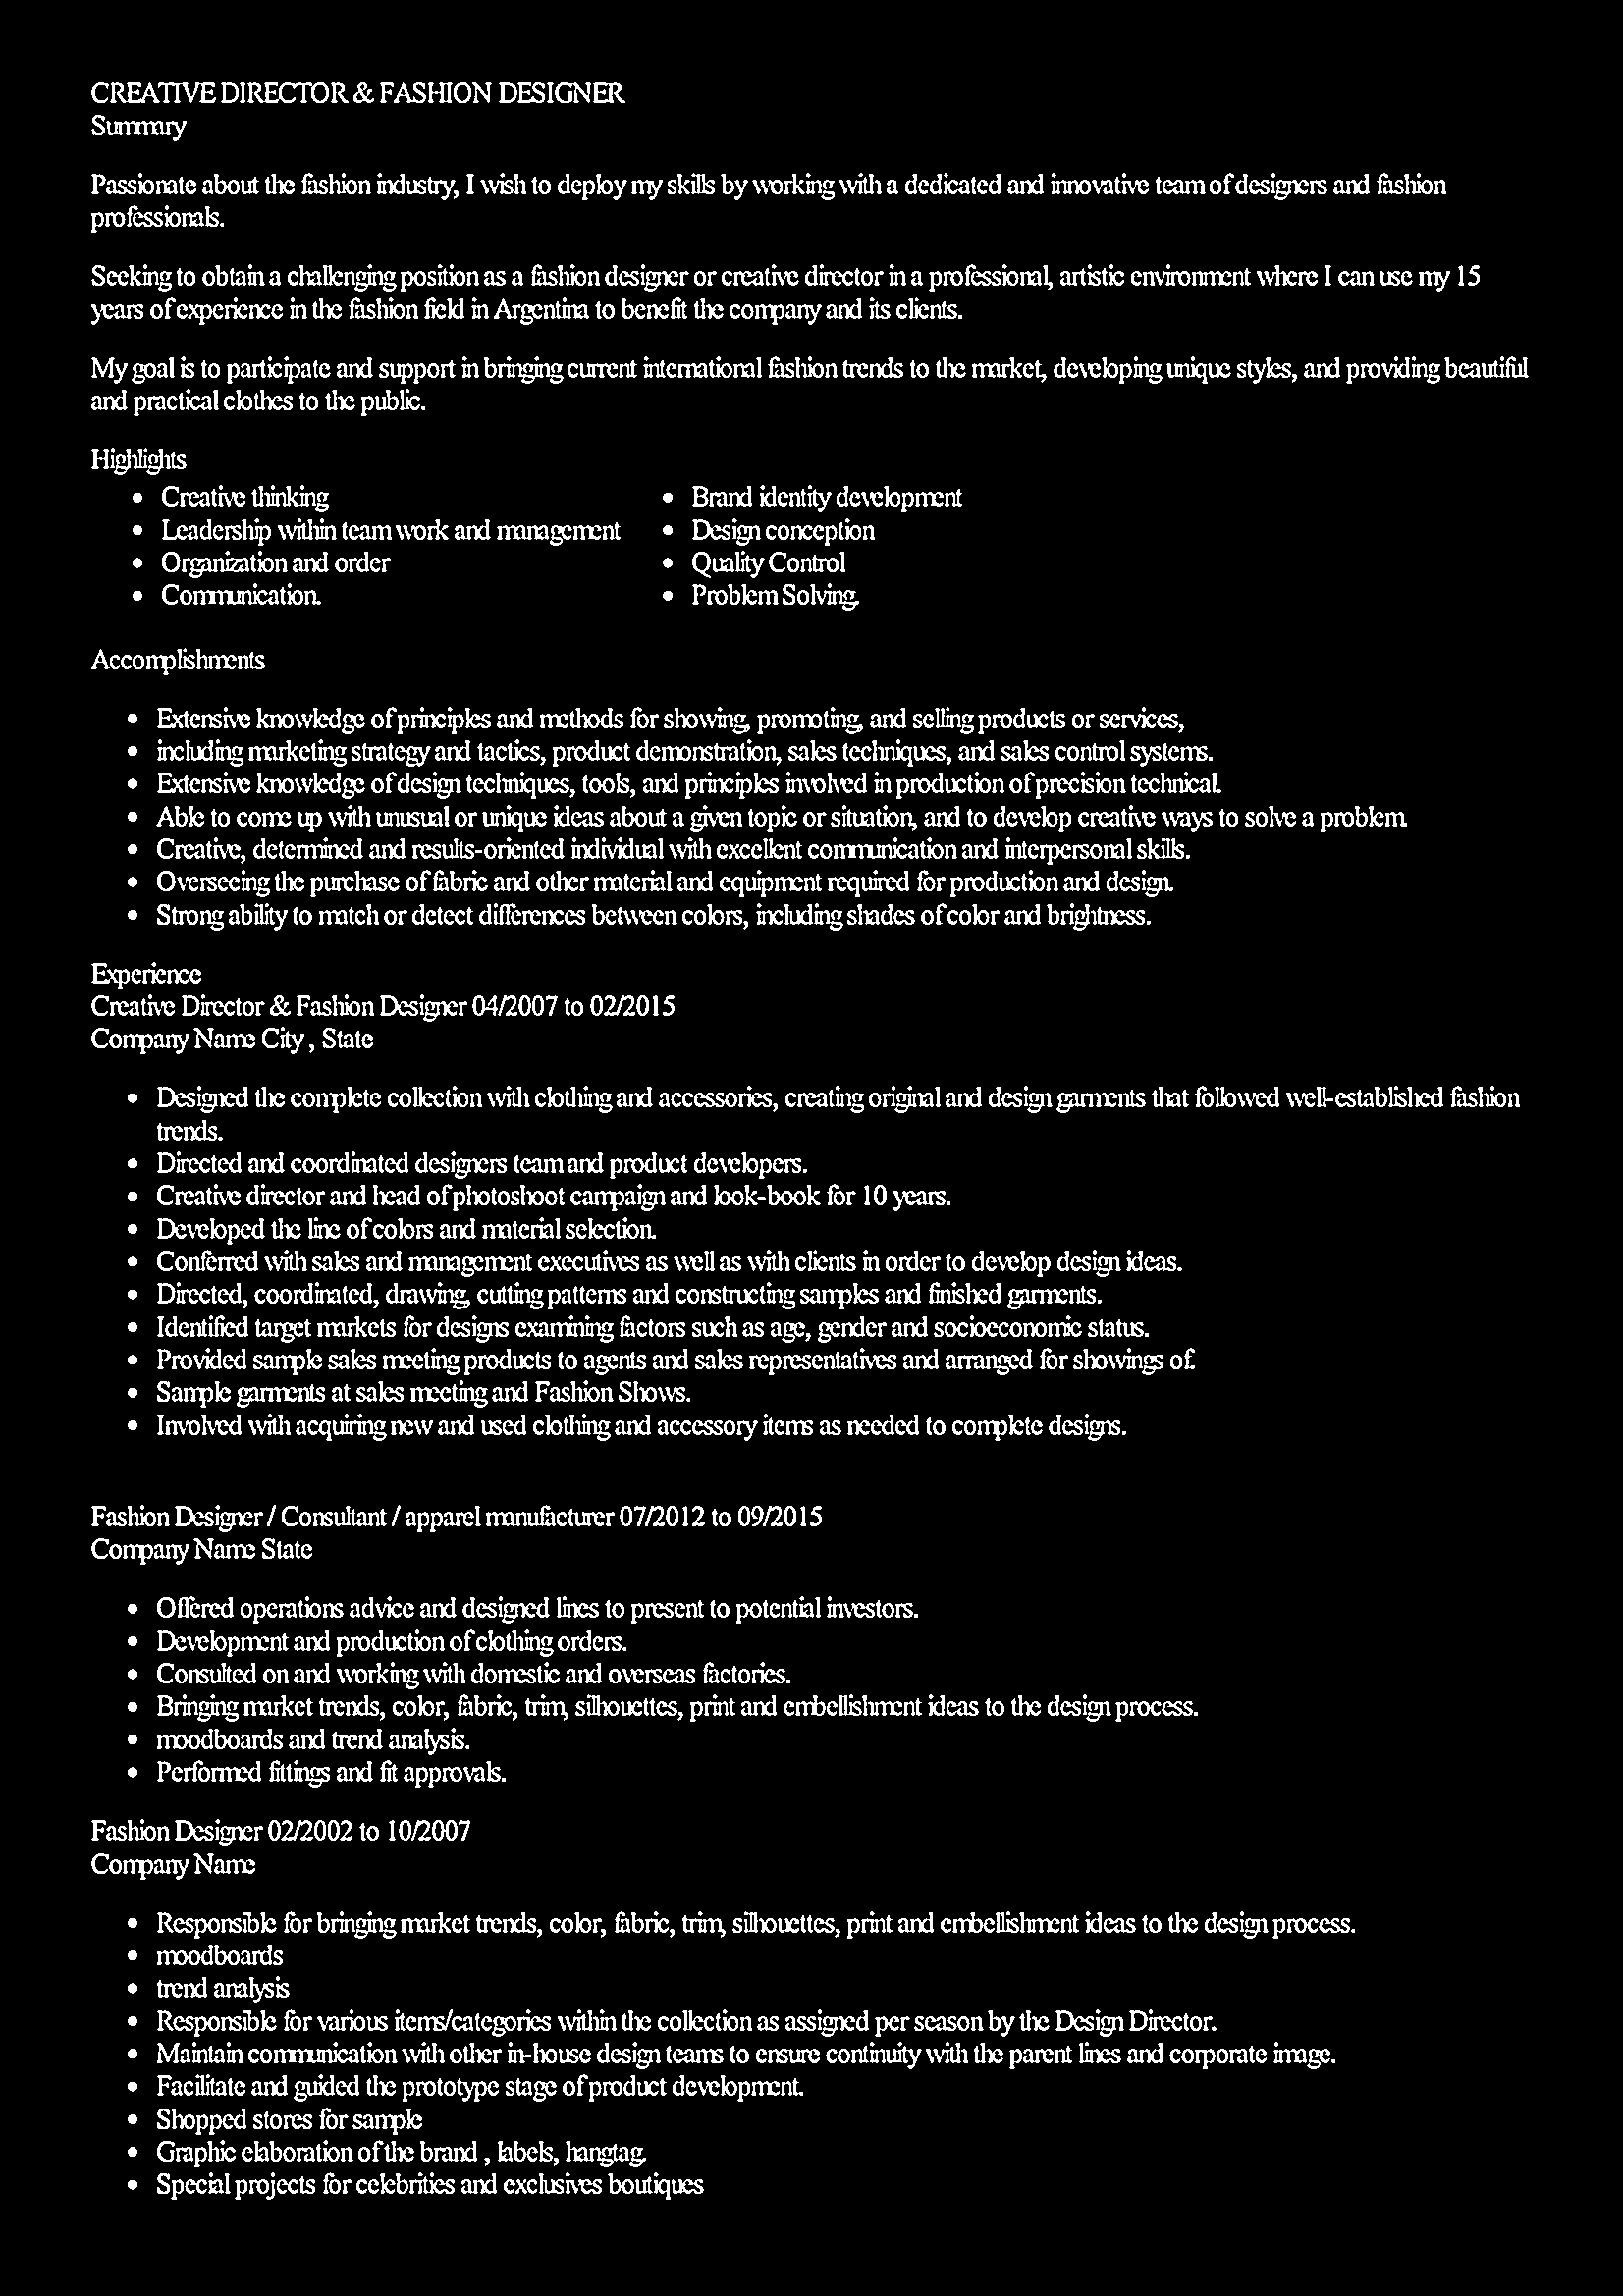 CREATIVE DIRECTOR & FASHION DESIGNER
Summary
Passionate about the fashion industry, I wish to deploy my skills by working with a dedicated and innovative team of designers and fashion
professionals.
Seeking to obtain a challenging position as a fashion designer or creative director in a professional, artistic environment where I can use my 15
years of experience in the fashion field in Argentina to benefit the company and its clients.
My goal is to participate and support in bringing current international fashion trends to the market, developing unique styles, and providing beautiful
and practical clothes to the public.
Highlights
• Creative thinking
• Leadership within team work and management
• Organization and order
• Communication.
• Brand identity development
• Design conception
• Quality Control
• Problem Solving.
Accomplishments
• Extensive knowledge of principles and methods for showing, promoting, and selling products or services,
• including marketing strategy and tactics, product demonstration, sales techniques, and sales control systems.
• Extensive knowledge of design techniques, tools, and principles involved in production of precision technical.
• Able to come up with unusual or unique ideas about a given topic or situation, and to develop creative ways to solve a problem.
• Creative, determined and results-oriented individual with excellent communication and interpersonal skills.
• Overseeing the purchase of fabric and other material and equipment required for production and design.
• Strong ability to match or detect differences between colors, including shades of color and brightness.
Experience
Creative Director & Fashion Designer 04/2007 to 02/2015
Company Name City , State
• Designed the complete collection with clothing and accessories, creating original and design garments that followed well-established fashion
trends.
• Directed and coordinated designers team and product developers.
• Creative director and head of photoshoot campaign and look-book for 10 years.
• Developed the line of colors and material selection.
• Conferred with sales and management executives as well as with clients in order to develop design ideas.
• Directed, coordinated, drawing, cutting patterns and constructing samples and finished garments.
• Identified target markets for designs examining factors such as age, gender and socioeconomic status.
• Provided sample sales meeting products to agents and sales representatives and arranged for showings of.
• Sample garments at sales meeting and Fashion Shows.
• Involved with acquiring new and used clothing and accessory items as needed to complete designs.
Fashion Designer / Consultant / apparel manufacturer 07/2012 to 09/2015
Company Name State
• Offered operations advice and designed lines to present to potential investors.
• Development and production of clothing orders.
• Consulted on and working with domestic and overseas factories.
• Bringing market trends, color, fabric, trim, silhouettes, print and embellishment ideas to the design process.
• moodboards and trend analysis.
• Performed fittings and fit approvals.
Fashion Designer 02/2002 to 10/2007
Company Name
• Responsible for bringing market trends, color, fabric, trim, silhouettes, print and embellishment ideas to the design process.
• moodboards
• trend analysis
• Responsible for various items/categories within the collection as assigned per season by the Design Director.
• Maintain communication with other in-house design teams to ensure continuity with the parent lines and corporate image.
• Facilitate and guided the prototype stage of product development.
• Shopped stores for sample
• Graphic elaboration of the brand , labels, hangtag.
• Special projects for celebrities and exclusives boutiques